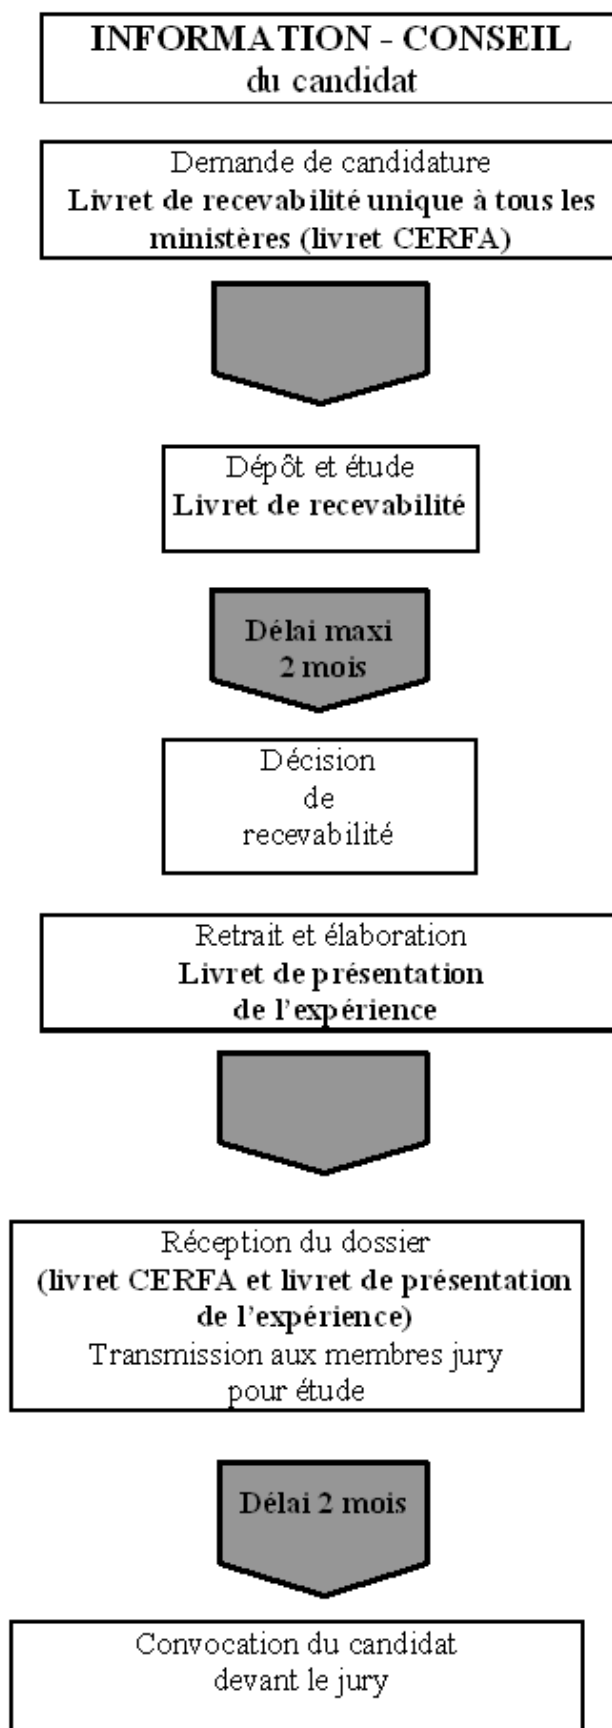 INFORMATION - CONSEIL
du candidat
Demande de candidature
Livret de recevabilité unique à tous les
ministères (livret CERFA)
Dépôt et étude
Livret de recevabilité
Délai maxi
2 mois
Décision
de
recevabilité
Retrait et élaboration
Livret de présentation
de l'expérience
Réception du dossier
(livret CERFA et livret de présentation
de l'expérience)
Transmission aux membres jury
pour étude
Délai 2 mois
Convocation du candidat
devant le jury